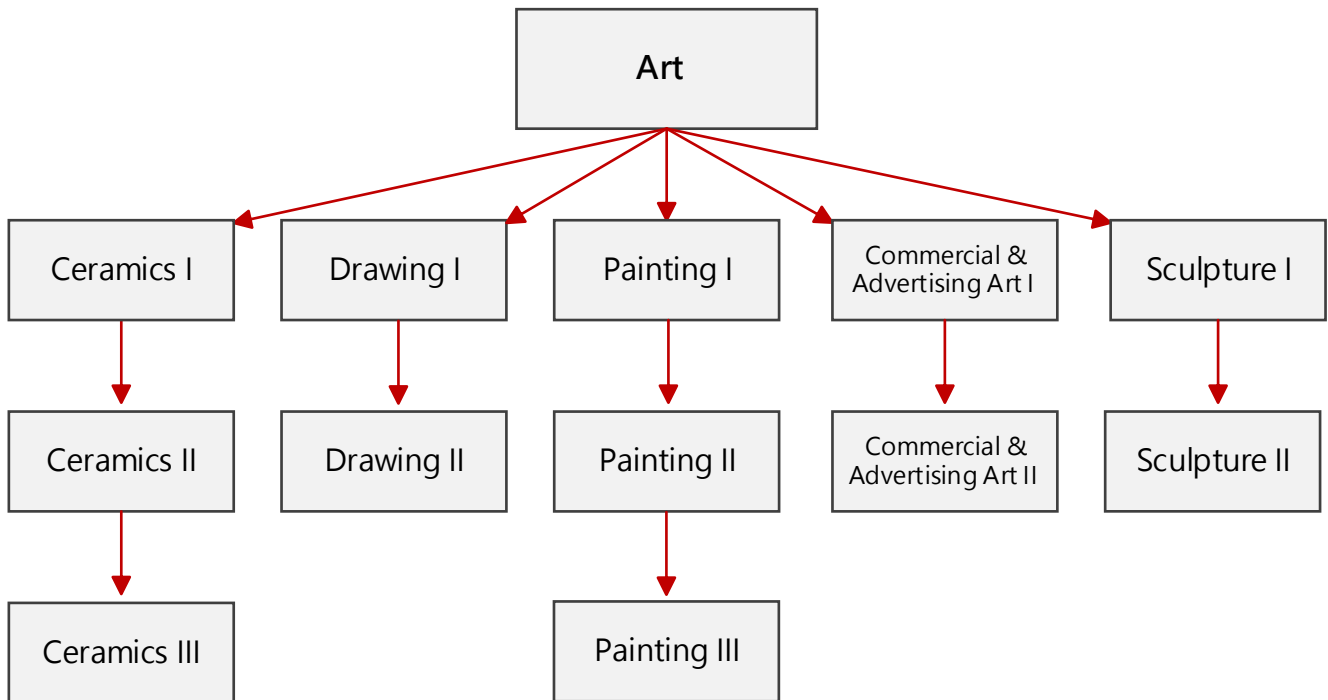 Art
Ceramics I
Drawing I
Painting I
Commercial &
Advertising Art I
Sculpture I
Ceramics II
Drawing II
Painting II
Commercial &
Advertising Art II
Sculpture II
Ceramics III
Painting III